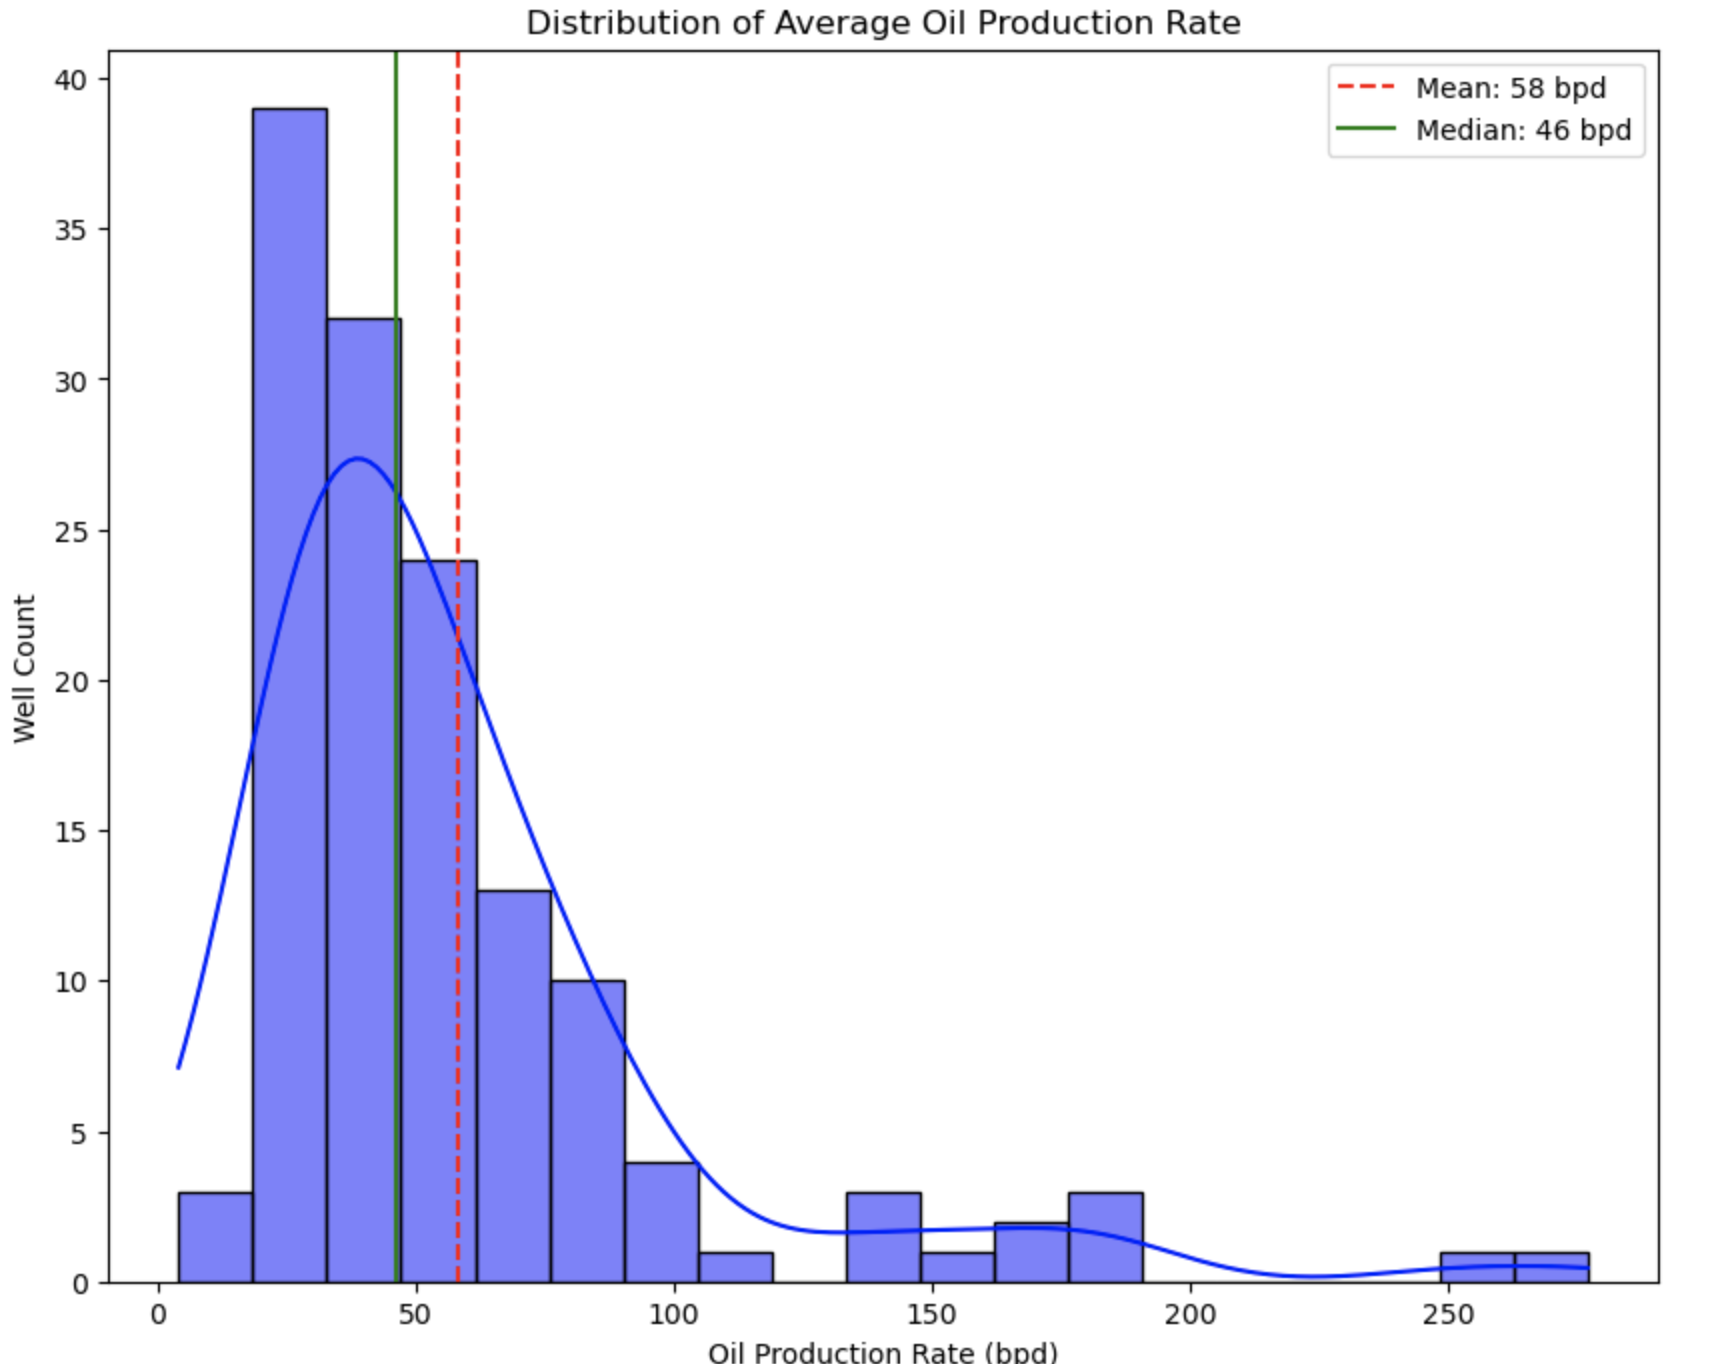 Distribution of Average Oil Production Rate
Mean: 58 bpd
Median: 46 bpd
40
35
30
25
20
15
10
5
0
Well Count
0 50 100 150 200 250
Oil Production Rate (bpd)